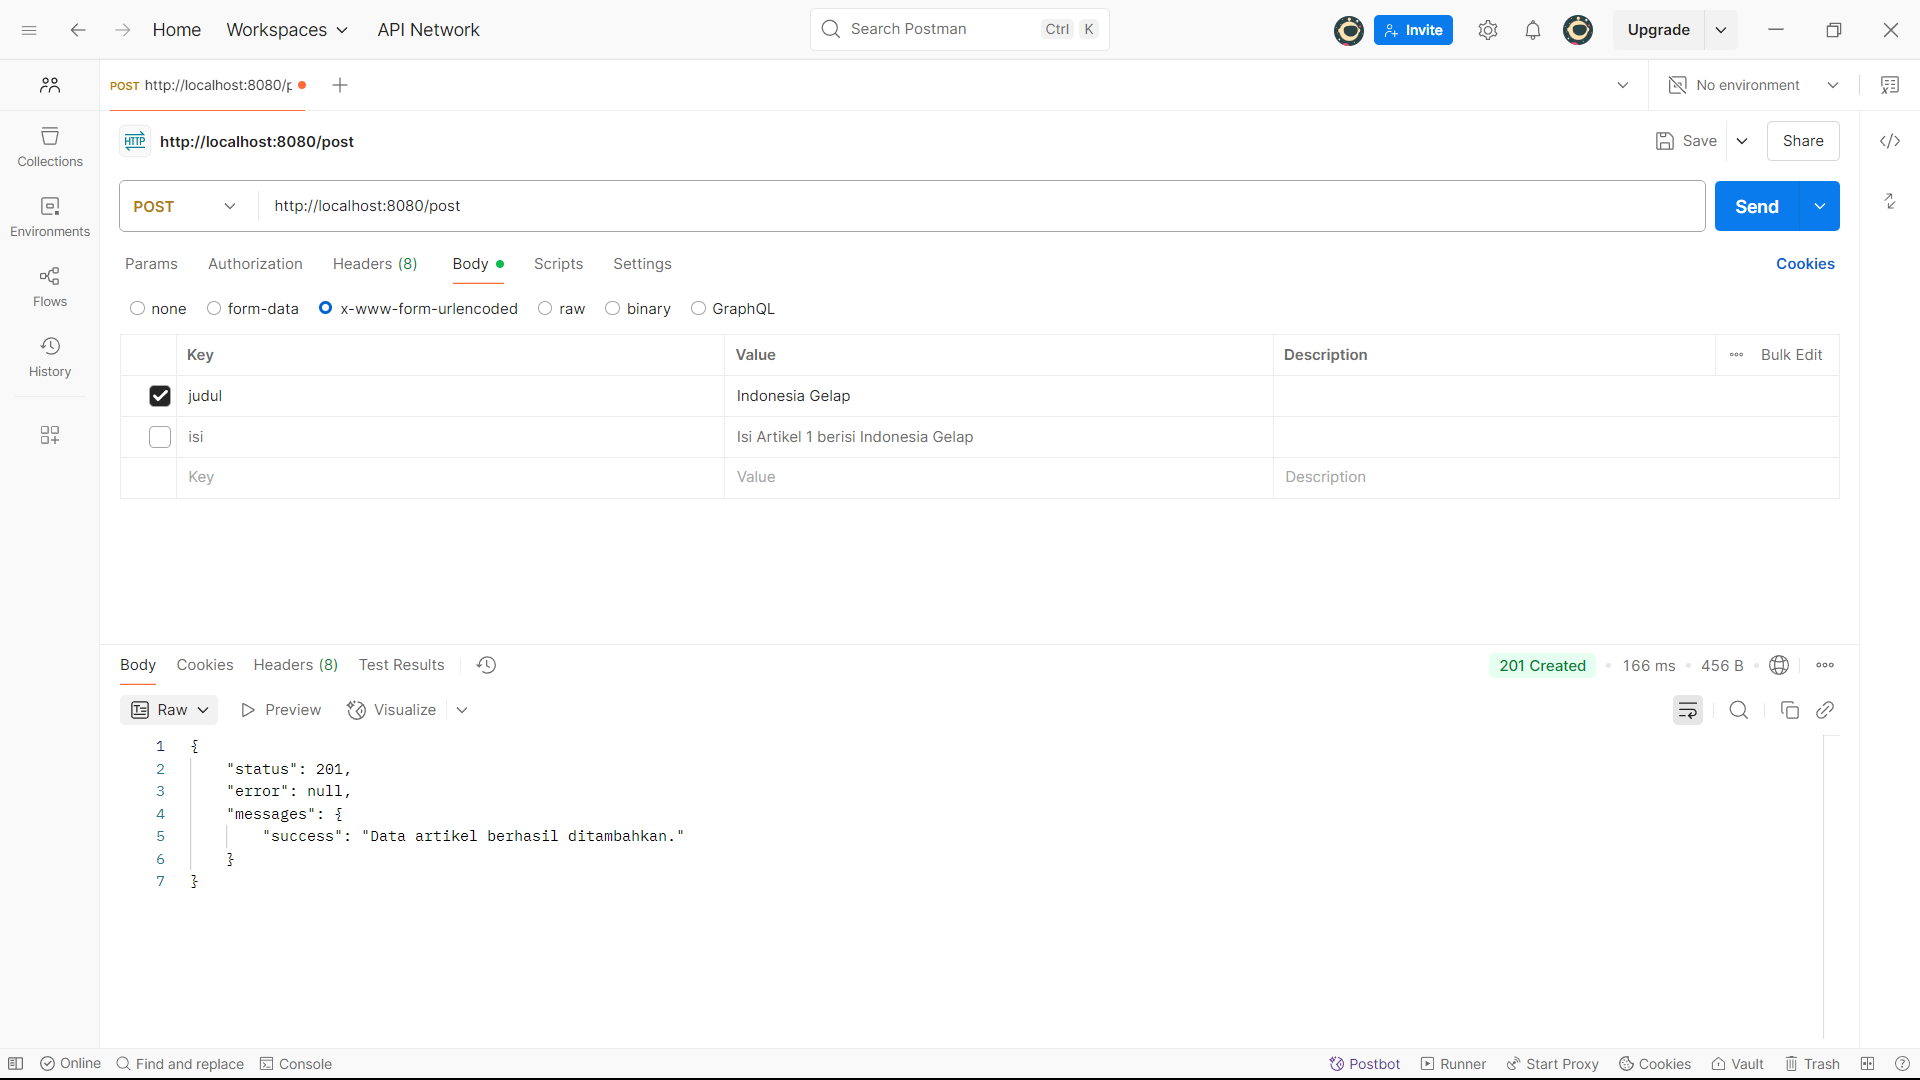 Home Workspaces API Network Search Postman Ctrl K Invite Upgrade
POST http://localhost:8080/p No environment
HTTP http://localhost:8080/post Save Share
Collections
POST http://localhost:8080/post Send
Environments
Params Authorization Headers (8) Body Scripts Settings Cookies
Flows
none form-data x-www-form-urlencoded raw binary GraphQL
History
Key Value Description Bulk Edit
judul Indonesia Gelap
isi Isi Artikel 1 berisi Indonesia Gelap
Key Value Description
Body Cookies Headers (8) Test Results 201 Created 166 ms 456 B
Raw Preview Visualize
1 {
2 "status": 201,
3 "error": null,
4 "messages": {
5 "success": "Data artikel berhasil ditambahkan."
6 }
7 }
Online Find and replace Console Postbot Runner Start Proxy Cookies Vault Trash